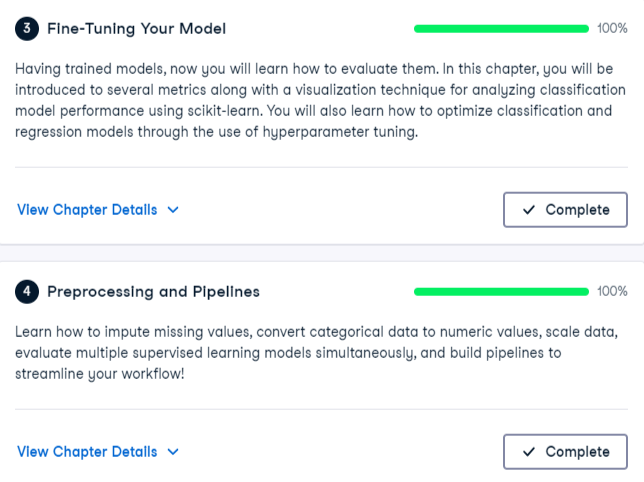 3 Fine-Tuning Your Model 100%
Having trained models, now you will learn how to evaluate them. In this chapter, you will be
introduced to several metrics along with a visualization technique for analyzing classification
model performance using scikit-learn. You will also learn how to optimize classification and
regression models through the use of hyperparameter tuning.
View Chapter Details Complete
4 Preprocessing and Pipelines 100%
Learn how to impute missing values, convert categorical data to numeric values, scale data,
evaluate multiple supervised learning models simultaneously, and build pipelines to
streamline your workflow!
View Chapter Details Complete